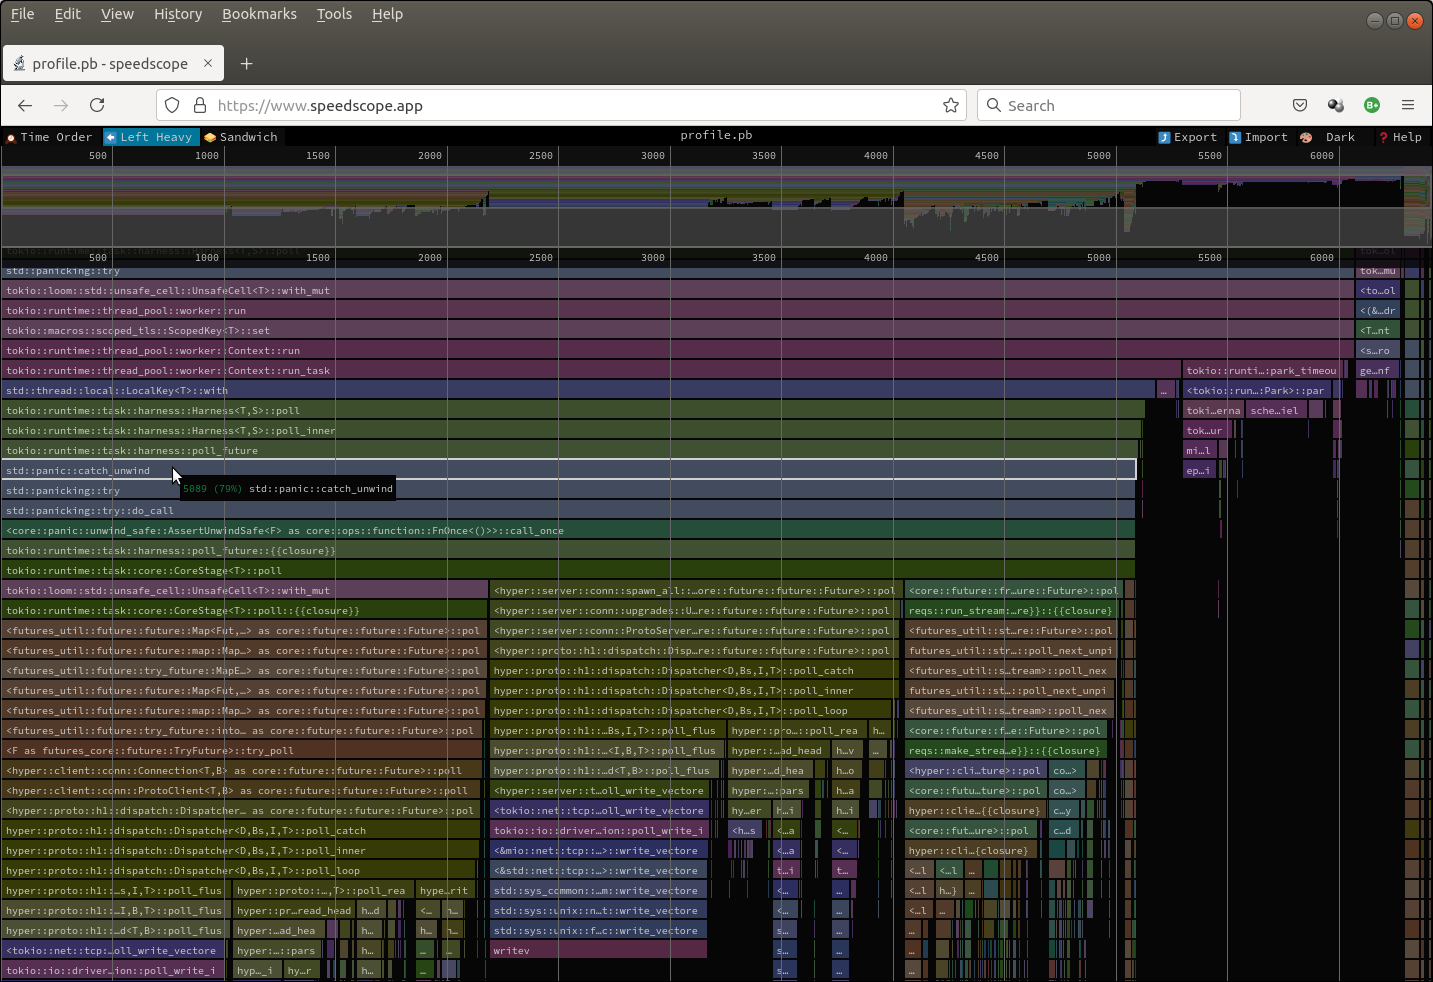 File Edit View History Bookmarks Tools Help
profile.pb - speedscope
https://www.speedscope.app
Search
Time Order Left Heavy Sandwich profile.pb Export Import Dark Help
500 1000 1500 2000 2500 3000 3500 4000 4500 5000 5500 6000
tokio::runtime::task::harness::Harness<T,S>::poll tok…ol
500 1000 1500 2000 2500 3000 3500 4000 4500 5000 5500 6000
std::panicking::try tok…mu
tokio::loom::std::unsafe_cell::UnsafeCell<T>::with_mut <to…ol
tokio::runtime::thread_pool::worker::run <(&…dr
tokio::macros::scoped_tls::ScopedKey<T>::set <T…nt
tokio::runtime::thread_pool::worker::Context::run <s…ro
tokio::runtime::thread_pool::worker::Context::run_task tokio::runti…:park_timeou ge…nf
std::thread::local::LocalKey<T>::with … <tokio::run…:Park>::par
tokio::runtime::task::harness::Harness<T,S>::poll toki…erna sche…iel
tokio::runtime::task::harness::Harness<T,S>::poll_inner tok…ur
tokio::runtime::task::harness::poll_future mi…l
std::panic::catch_unwind ep…i
5089 (79%) std::panic::catch_unwind
std::panicking::try
std::panicking::try::do_call
<core::panic::unwind_safe::AssertUnwindSafe<F> as core::ops::function::FnOnce<()>>::call_once
tokio::runtime::task::harness::poll_future::{{closure}}
tokio::runtime::task::core::CoreStage<T>::poll
tokio::loom::std::unsafe_cell::UnsafeCell<T>::with_mut <hyper::server::conn::spawn_all::…ore::future::future::Future>::pol <core::future::fr…ure::Future>::pol
tokio::runtime::task::core::CoreStage<T>::poll::{{closure}} <hyper::server::conn::upgrades::U…re::future::future::Future>::pol reqs::run_stream:…re}}::{{closure}
<futures_util::future::future::Map<Fut,…> as core::future::future::Future>::pol <hyper::server::conn::ProtoServer…re::future::future::Future>::pol <futures_util::st…re::Future>::pol
<futures_util::future::future::map::Map…> as core::future::future::Future>::pol <hyper::proto::h1::dispatch::Disp…re::future::future::Future>::pol futures_util::str…::poll_next_unpi
<futures_util::future::try_future::MapE…> as core::future::future::Future>::pol hyper::proto::h1::dispatch::Dispatcher<D,Bs,I,T>::poll_catch <futures_util::s…tream>::poll_nex
<futures_util::future::future::Map<Fut,…> as core::future::future::Future>::pol hyper::proto::h1::dispatch::Dispatcher<D,Bs,I,T>::poll_inner futures_util::st…::poll_next_unpi
<futures_util::future::future::map::Map…> as core::future::future::Future>::pol hyper::proto::h1::dispatch::Dispatcher<D,Bs,I,T>::poll_loop <futures_util::s…tream>::poll_nex
<futures_util::future::try_future::into…> as core::future::future::Future>::pol hyper::proto::h1::…Bs,I,T>::poll_flus hyper::pro…::poll_rea h… <core::future::f…e::Future>::pol
<F as futures_core::future::TryFuture>::try_poll hyper::proto::h1::…<I,B,T>::poll_flus hyper::…ad_head h…v … reqs::make_strea…e}}::{{closure}
<hyper::client::conn::Connection<T,B> as core::future::future::Future>::poll hyper::proto::h1::…d<T,B>::poll_flus hyper:…d_hea h…o <hyper::cli…ture>::pol co…>
<hyper::client::conn::ProtoClient<T,B> as core::future::future::Future>::poll <hyper::server::t…oll_write_vectore hyper:…:pars h…a <core::futu…ture>::pol co…>
<hyper::proto::h1::dispatch::Dispatcher…> as core::future::future::Future>::pol <tokio::net::tcp:…oll_write_vectore hy…er h…i h…i hyper::clie…{{closure} c…y
hyper::proto::h1::dispatch::Dispatcher<D,Bs,I,T>::poll_catch tokio::io::driver…ion::poll_write_i <h…s <…a <… <core::fut…ure>::pol c…d
hyper::proto::h1::dispatch::Dispatcher<D,Bs,I,T>::poll_inner <&mio::net::tcp::…>::write_vectore <…a <… hyper::cli…{closure}
hyper::proto::h1::dispatch::Dispatcher<D,Bs,I,T>::poll_loop <&std::net::tcp::…>::write_vectore t…i t… <…l <…l …
hyper::proto::h1::…s,I,T>::poll_flus hyper::proto::…,T>::poll_rea hype…rit std::sys_common::…m::write_vectore <… … <…l h…} …
hyper::proto::h1::…I,B,T>::poll_flus hyper::pr…read_head h…d <… h… std::sys::unix::n…t::write_vectore <… … <…l …
hyper::proto::h1::…d<T,B>::poll_flus hyper:…ad_hea h… h… h… std::sys::unix::f…c::write_vectore s… … …
<tokio::net::tcp:…oll_write_vectore hyper:…::pars h… … … writev s… … …
tokio::io::driver…ion::poll_write_i hyp…_i hy…r h… … … s… … …